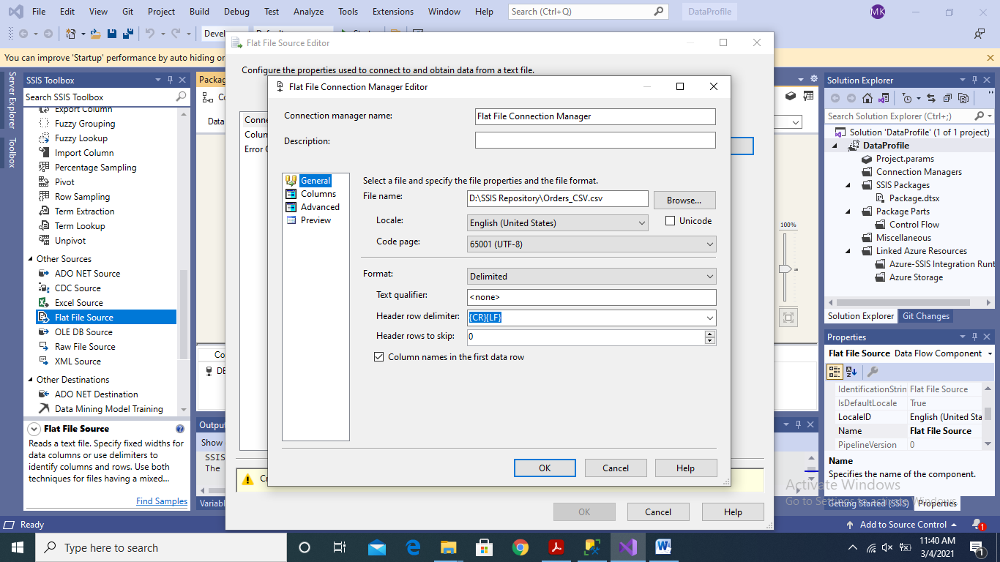 File Edit View Git Project Build Debug Test Analyze Tools Extensions Window Help Search (Ctrl+Q) DataProfile MK
Devel
You can improve 'Startup' performance by auto hiding or
Server Explorer
Toolbox
SSIS Toolbox
Search SSIS Toolbox
Export Column
Fuzzy Grouping
Fuzzy Lookup
Import Column
Percentage Sampling
Pivot
Row Sampling
Term Extraction
Term Lookup
Unpivot
Other Sources
ADO NET Source
CDC Source
Excel Source
Flat File Source
OLE DB Source
Raw File Source
XML Source
Other Destinations
ADO NET Destination
Data Mining Model Training
Flat File Source
Reads a text file. Specify fixed widths for
data columns or use delimiters to
identify columns and rows. Use both
techniques for files having a mixed...
Find Samples
Packag
Co
Data
Co
DE
Output
Show
SSIS
The
Variabl
Flat File Source Editor
Configure the properties used to connect to and obtain data from a text file.
Conne
Colum
Error C
Flat File Connection Manager Editor
Connection manager name: Flat File Connection Manager
Description:
General
Columns
Advanced
Preview
Select a file and specify the file properties and the file format.
File name: D:\SSIS Repository\Orders_CSV.csv Browse...
Locale: English (United States) Unicode
Code page: 65001 (UTF-8)
Format: Delimited
Text qualifier: <none>
Header row delimiter: {CR}{LF}
Header rows to skip: 0
Column names in the first data row
OK Cancel Help
OK Cancel Help
100%
Solution Explorer
Search Solution Explorer (Ctrl+;)
Solution 'DataProfile' (1 of 1 project)
DataProfile
Project.params
Connection Managers
SSIS Packages
Package.dtsx
Package Parts
Control Flow
Miscellaneous
Linked Azure Resources
Azure-SSIS Integration Runt
Azure Storage
Solution Explorer Git Changes
Properties
Flat File Source Data Flow Component
IdentificationStrin Flat File Source
IsDefaultLocale True
LocaleID English (United Sta
Name Flat File Source
PipelineVersion 0
Name
Specifies the name of the component.
Activate Windows
Go to Settings to activate Windows.
Getting Started (SSIS) Properties
Ready Add to Source Control 1
Type here to search
11:40 AM
3/4/2021
1